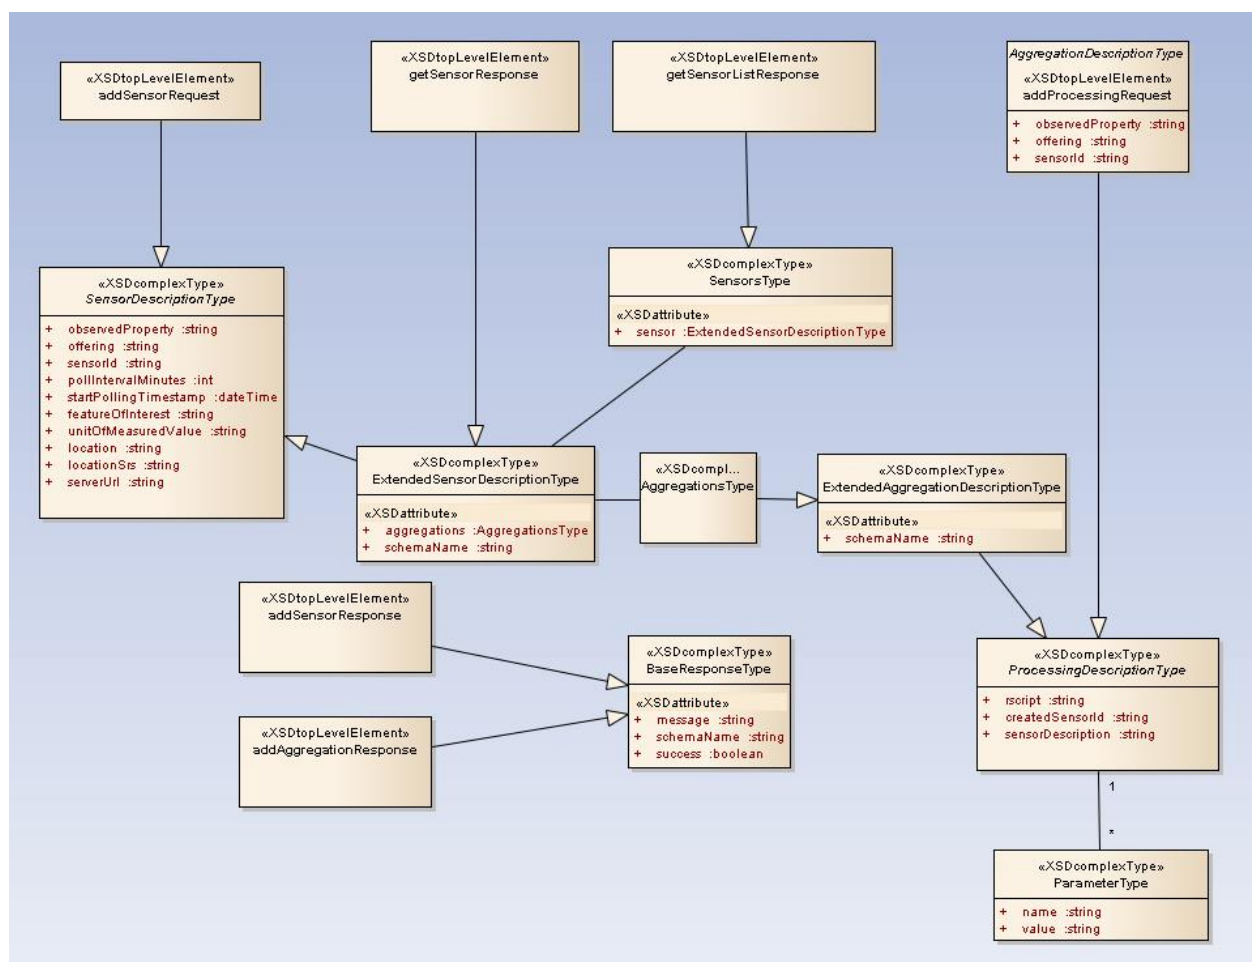 «XSDtopLevelElement»
addSensorRequest
«XSDtopLevelElement»
getSensorResponse
«XSDtopLevelElement»
getSensorListResponse
AggregationDescriptionType
«XSDtopLevelElement»
addProcessingRequest
+ observedProperty :string
+ offering :string
+ sensorId :string
«XSDcomplexType»
SensorDescriptionType
+ observedProperty :string
+ offering :string
+ sensorId :string
+ pollIntervalMinutes :int
+ startPollingTimestamp :dateTime
+ featureOfInterest :string
+ unitOfMeasuredValue :string
+ location :string
+ locationSrs :string
+ serverUrl :string
«XSDcomplexType»
SensorsType
«XSDattribute»
+ sensor :ExtendedSensorDescriptionType
«XSDcomplexType»
ExtendedSensorDescriptionType
«XSDattribute»
+ aggregations :AggregationsType
+ schemaName :string
«XSDcompl...
AggregationsType
«XSDcomplexType»
ExtendedAggregationDescriptionType
«XSDattribute»
+ schemaName :string
«XSDtopLevelElement»
addSensorResponse
«XSDtopLevelElement»
addAggregationResponse
«XSDcomplexType»
BaseResponseType
«XSDattribute»
+ message :string
+ schemaName :string
+ success :boolean
«XSDcomplexType»
ProcessingDescriptionType
+ rscript :string
+ createdSensorId :string
+ sensorDescription :string
1
*
«XSDcomplexType»
ParameterType
+ name :string
+ value :string